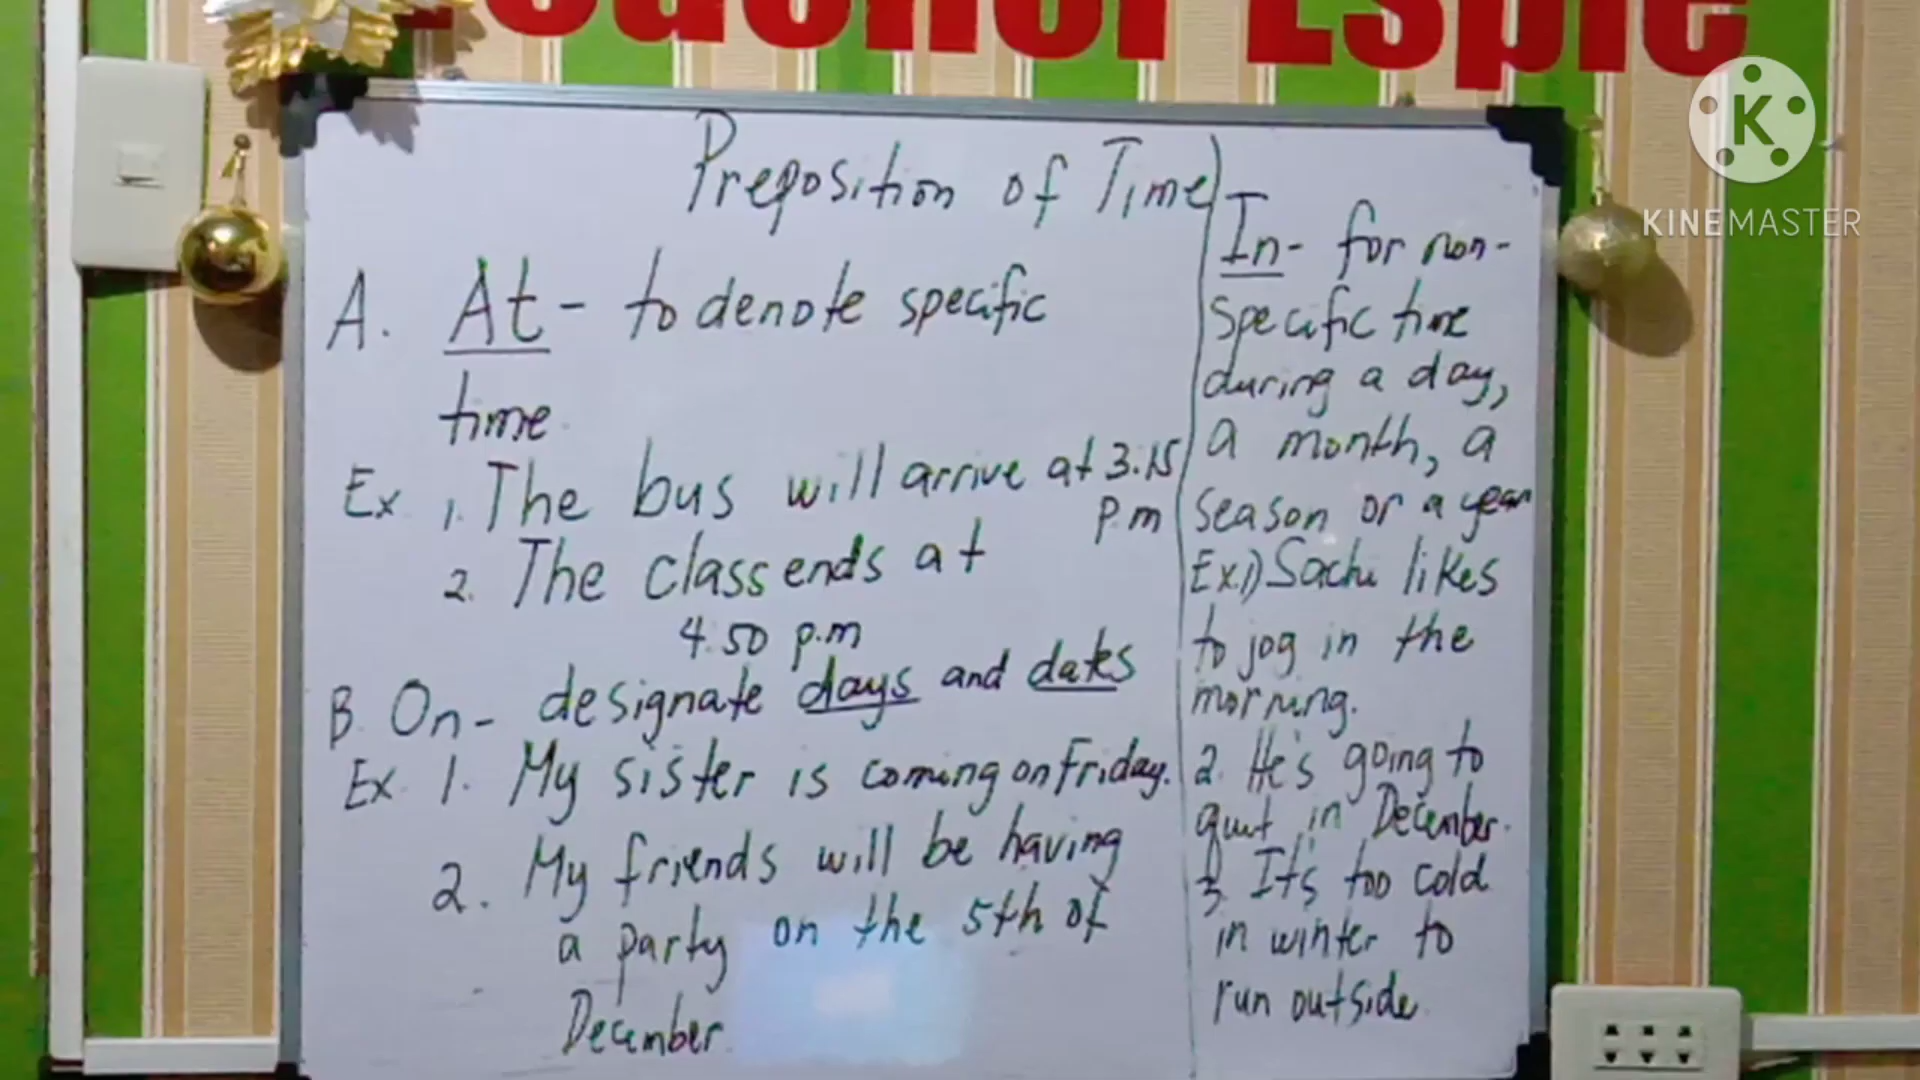 Teacher Espie
K
KINEMASTER
Preposition of Time
A. At - to denote specific
time.
Ex 1. The bus will arrive at 3.15
p.m
2. The class ends at
4.50 p.m
B. On - designate days and dates
Ex. 1. My sister is coming on Friday.
2. My friends will be having
a party on the 5th of
December.
In - for non-
specific time
during a day,
a month, a
season or a year
Ex.1) Sachi likes
to jog in the
morning.
2. He's going to
quit in December.
3. It's too cold
in winter to
run outside.